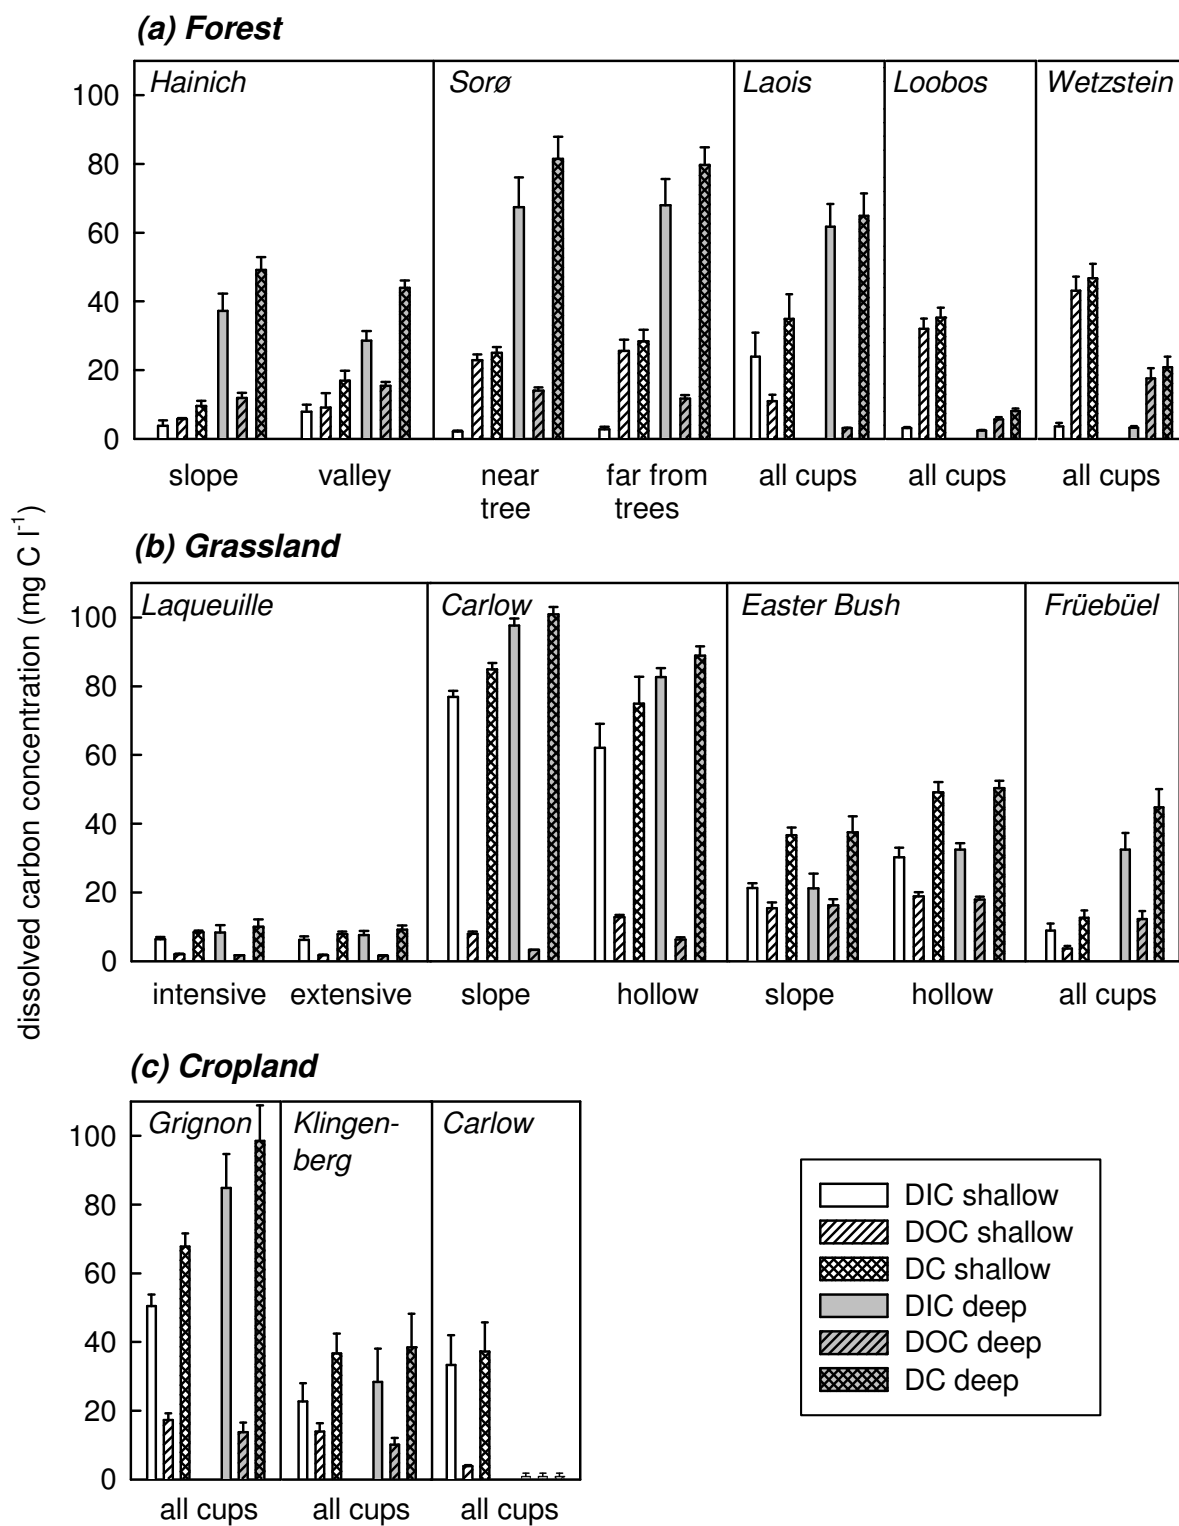 (a) Forest
Hainich
Sorø
Laois
Loobos
Wetzstein
100
80
60
40
20
0
slope
valley
near
tree
far from
trees
all cups
all cups
all cups
dissolved carbon concentration (mg C l⁻¹)
(b) Grassland
Laqueuille
Carlow
Easter Bush
Früebüel
100
80
60
40
20
0
intensive
extensive
slope
hollow
slope
hollow
all cups
(c) Cropland
Grignon
Klingen-
berg
Carlow
100
80
60
40
20
0
all cups
all cups
all cups
DIC shallow
DOC shallow
DC shallow
DIC deep
DOC deep
DC deep